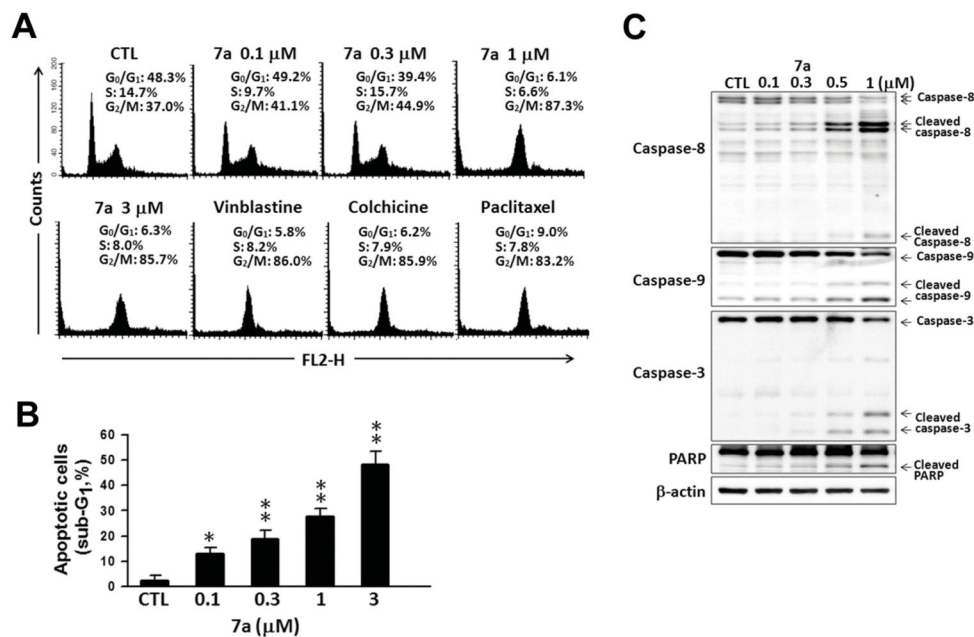 A
CTL
G₀/G₁: 48.3%
S: 14.7%
G₂/M: 37.0%
7a 0.1 μM
G₀/G₁: 49.2%
S: 9.7%
G₂/M: 41.1%
7a 0.3 μM
G₀/G₁: 39.4%
S: 15.7%
G₂/M: 44.9%
7a 1 μM
G₀/G₁: 6.1%
S: 6.6%
G₂/M: 87.3%
7a 3 μM
G₀/G₁: 6.3%
S: 8.0%
G₂/M: 85.7%
Vinblastine
G₀/G₁: 5.8%
S: 8.2%
G₂/M: 86.0%
Colchicine
G₀/G₁: 6.2%
S: 7.9%
G₂/M: 85.9%
Paclitaxel
G₀/G₁: 9.0%
S: 7.8%
G₂/M: 83.2%
Counts
FL2-H
B
Apoptotic cells
(sub-G₁,%)
60
50
40
30
20
10
0
*
**
**
**
CTL 0.1 0.3 1 3
7a (μM)
C
7a
CTL 0.1 0.3 0.5 1 (μM)
Caspase-8
Caspase-8
Cleaved
caspase-8
Cleaved
Caspase-8
Caspase-9
Caspase-9
Cleaved
caspase-9
Caspase-3
Caspase-3
Cleaved
caspase-3
PARP
Cleaved
PARP
β-actin